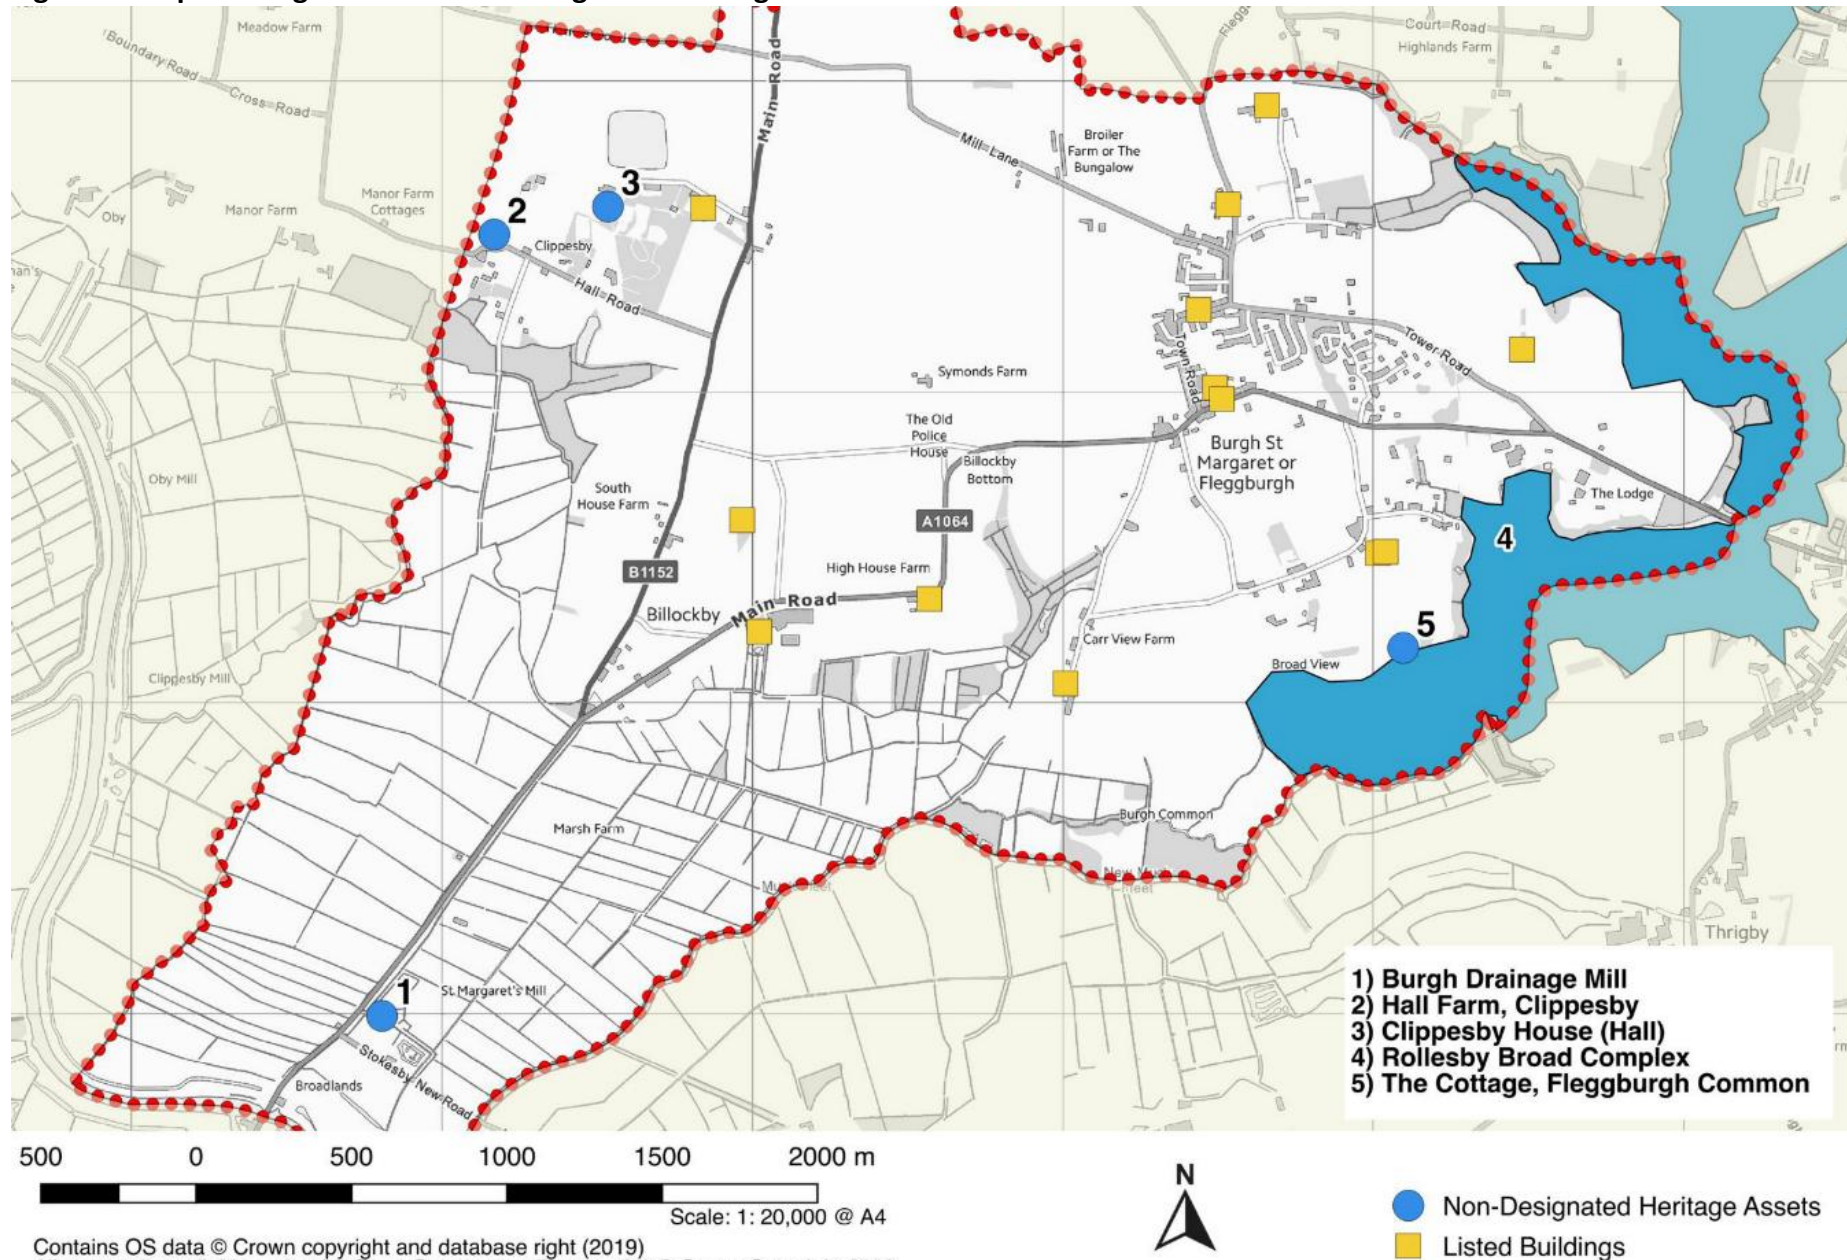 Meadow Farm
Boundary Road
Cross Road
Main Road
Court Road
Highlands Farm
Mill Lane
Broiler
Farm or The
Bungalow
Oby
Manor Farm
Manor Farm
Cottages
2
3
Clippesby
Hall Road
Town Road
Tower Road
Symonds Farm
The Old
Police
House
Billockby
Bottom
Burgh St
Margaret or
Fleggburgh
Oby Mill
South
House Farm
A1064
The Lodge
4
B1152
High House Farm
Billockby
Main Road
Carr View Farm
5
Broad View
Clippesby Mill
Marsh Farm
Burgh Common
Thrigby
1
St Margaret's Mill
Stokesby New Road
Broadlands
1) Burgh Drainage Mill
2) Hall Farm, Clippesby
3) Clippesby House (Hall)
4) Rollesby Broad Complex
5) The Cottage, Fleggburgh Common
500 0 500 1000 1500 2000 m
Scale: 1: 20,000 @ A4
N
Non-Designated Heritage Assets
Listed Buildings
Contains OS data © Crown copyright and database right (2019)